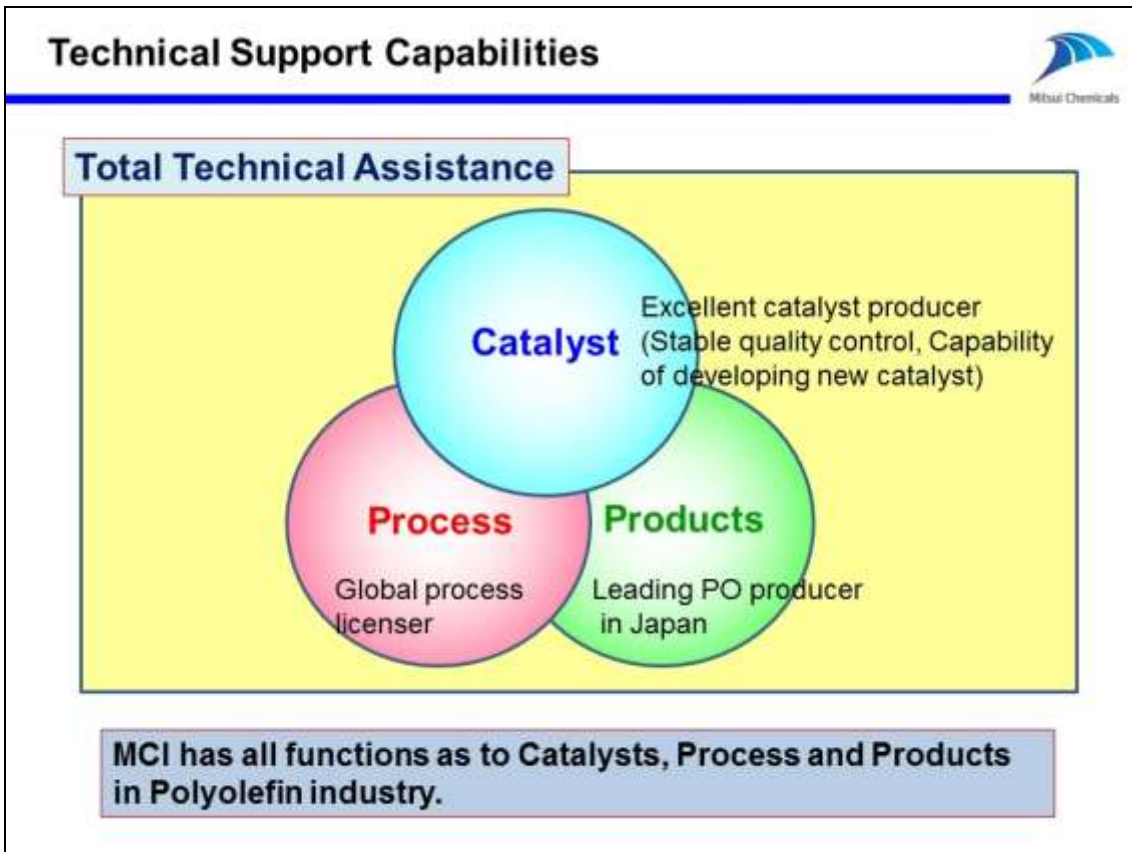 Technical Support Capabilities
Mitsui Chemicals
Total Technical Assistance
Catalyst
Excellent catalyst producer
(Stable quality control, Capability
of developing new catalyst)
Process
Global process
licenser
Products
Leading PO producer
in Japan
MCI has all functions as to Catalysts, Process and Products
in Polyolefin industry.